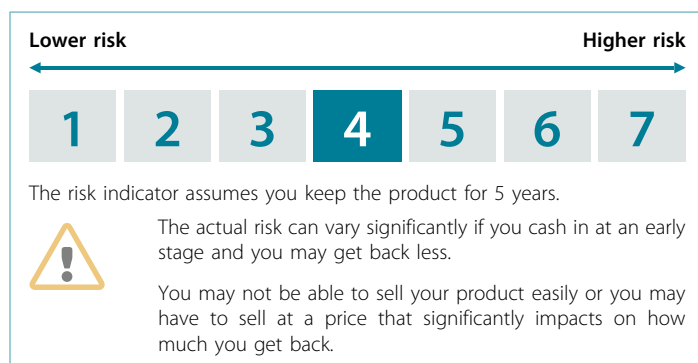 Lower risk Higher risk
1 2 3 4 5 6 7
The risk indicator assumes you keep the product for 5 years.
The actual risk can vary significantly if you cash in at an early
stage and you may get back less.
You may not be able to sell your product easily or you may
have to sell at a price that significantly impacts on how
much you get back.